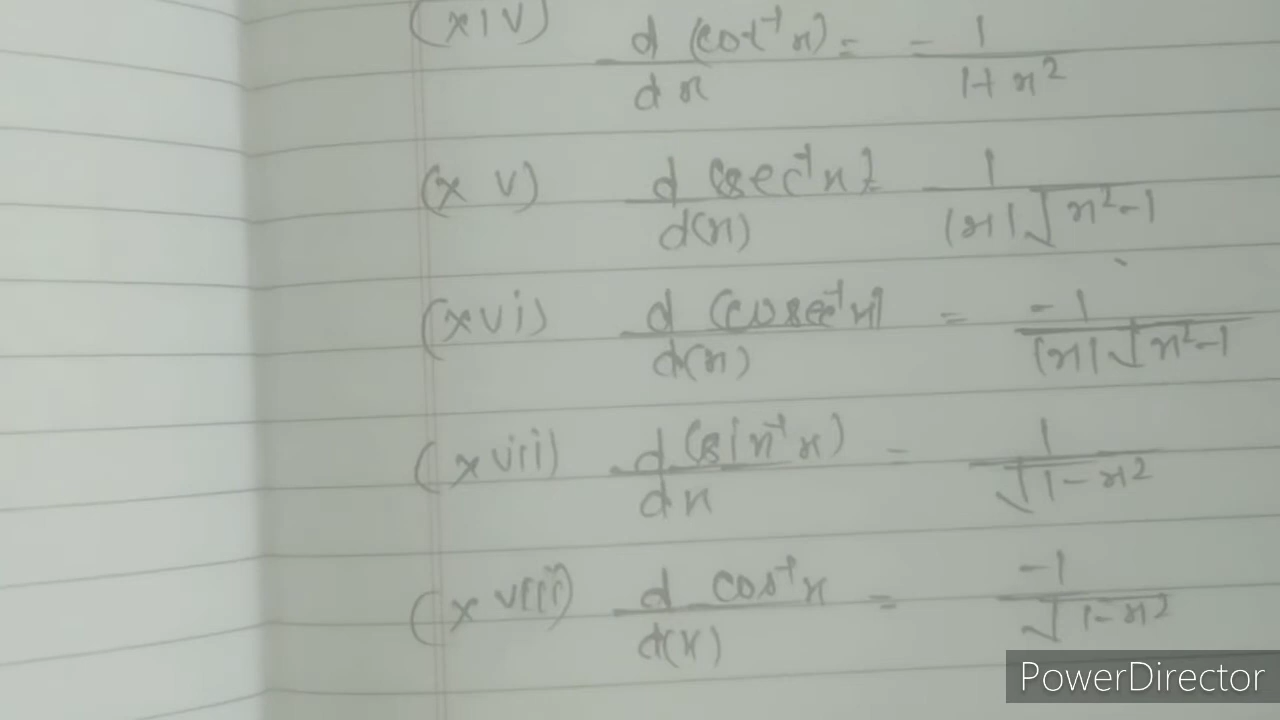 (xiv) d/dx (cot⁻¹x) = -1/(1+x²)
(xv) d/d(x) (sec⁻¹x) = 1/(|x|√(x²-1))
(xvi) d/d(x) (cosec⁻¹x) = -1/(|x|√(x²-1))
(xvii) d/dx (sin⁻¹x) = 1/√(1-x²)
(xviii) d/d(x) cos⁻¹x = -1/√(1-x²)
PowerDirector